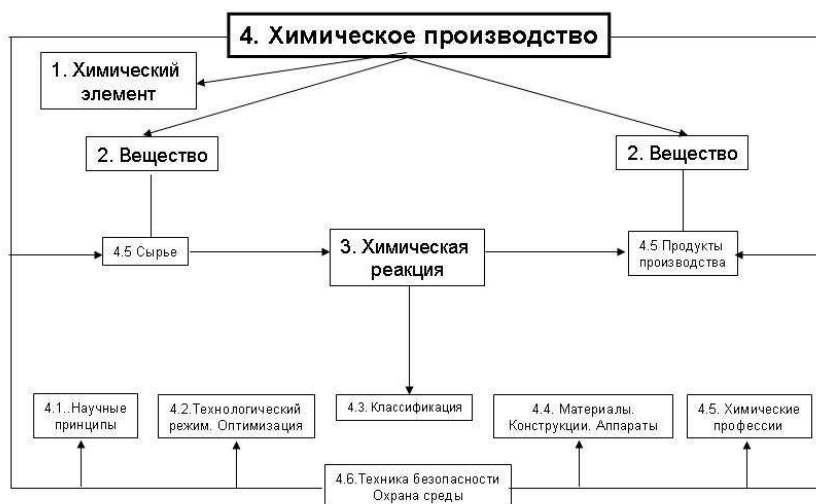 4. Химическое производство
1. Химический
элемент
2. Вещество
2. Вещество
4.5 Сырье
3. Химическая
реакция
4.5 Продукты
производства
4.1..Научные
принципы
4.2.Технологический
режим. Оптимизация
4.3. Классификация
4.4. Материалы.
Конструкции. Аппараты
4.5. Химические
профессии
4.6.Техника безопасности
Охрана среды